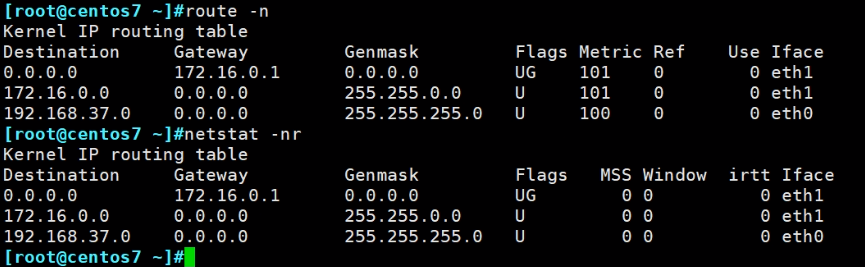 [root@centos7 ~]#route -n
Kernel IP routing table
Destination     Gateway         Genmask         Flags Metric Ref    Use Iface
0.0.0.0         172.16.0.1      0.0.0.0         UG    101    0        0 eth1
172.16.0.0      0.0.0.0         255.255.0.0     U     101    0        0 eth1
192.168.37.0    0.0.0.0         255.255.255.0   U     100    0        0 eth0
[root@centos7 ~]#netstat -nr
Kernel IP routing table
Destination     Gateway         Genmask         Flags   MSS Window  irtt Iface
0.0.0.0         172.16.0.1      0.0.0.0         UG        0 0          0 eth1
172.16.0.0      0.0.0.0         255.255.0.0     U         0 0          0 eth1
192.168.37.0    0.0.0.0         255.255.255.0   U         0 0          0 eth0
[root@centos7 ~]#